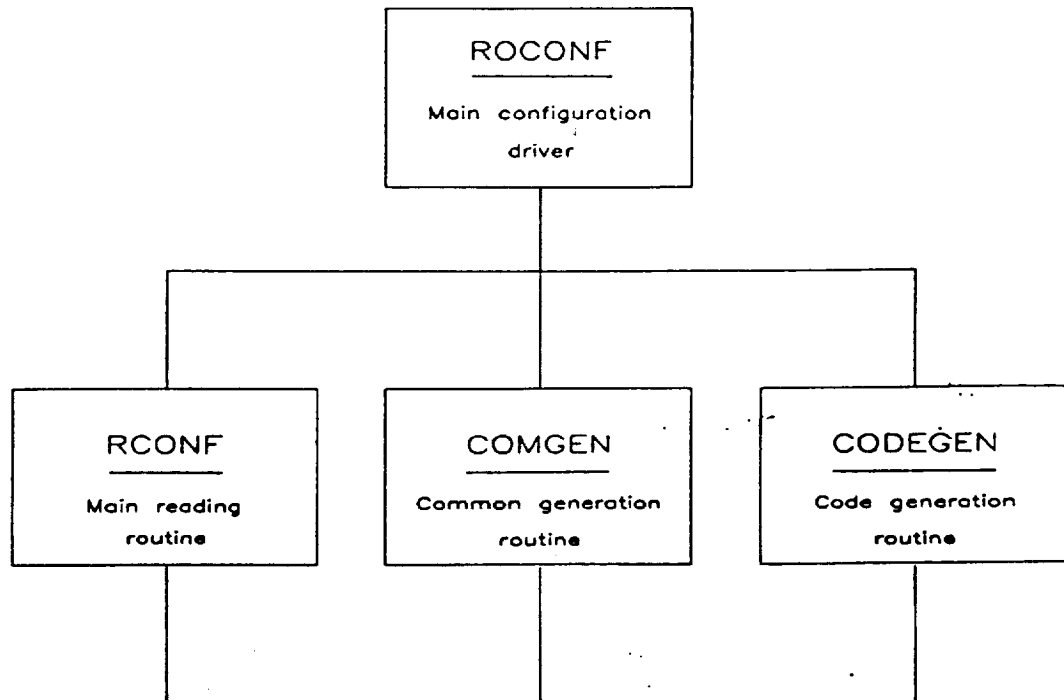 ROCONF
Main configuration
driver
RCONF
Main reading
routine
COMGEN
Common generation
routine
CODEGEN
Code generation
routine